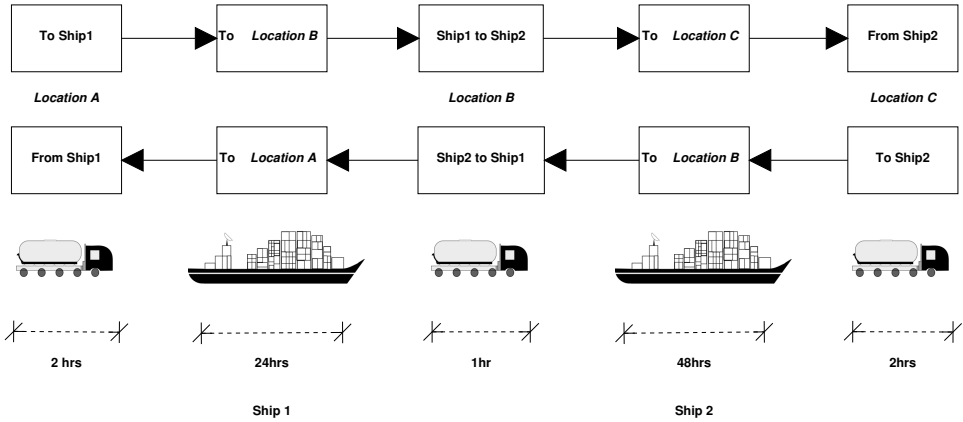 To Ship1
To Location B
Ship1 to Ship2
To Location C
From Ship2
Location A
Location B
Location C
From Ship1
To Location A
Ship2 to Ship1
To Location B
To Ship2
2 hrs
24hrs
1hr
48hrs
2hrs
Ship 1
Ship 2